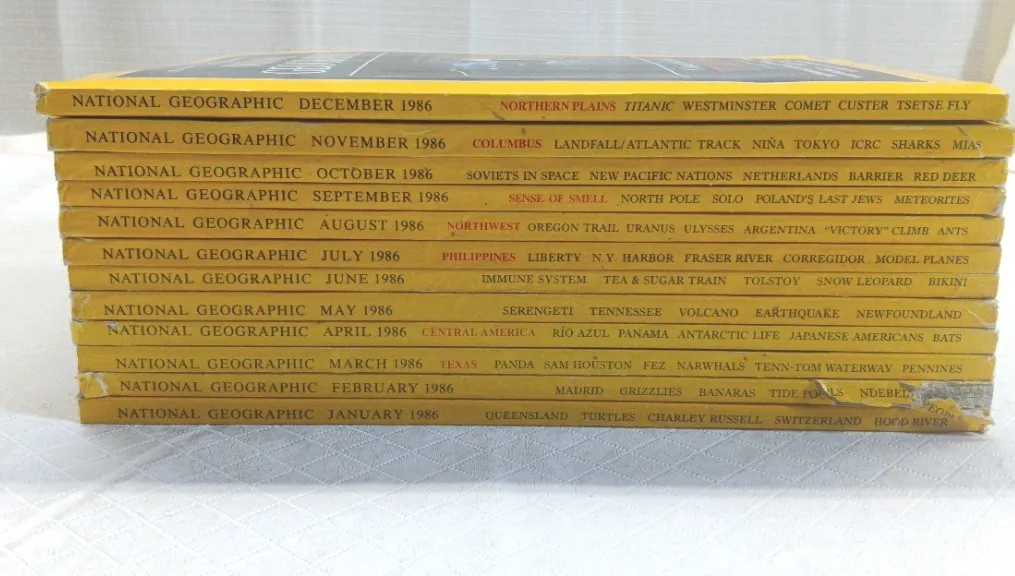 NATIONAL GEOGRAPHIC DECEMBER 1986 NORTHERN PLAINS TITANIC WESTMINSTER COMET CUSTER TSETSE FLY
NATIONAL GEOGRAPHIC NOVEMBER 1986 COLUMBUS LANDFALL/ATLANTIC TRACK NIÑA TOKYO ICRC SHARKS MIAS
NATIONAL GEOGRAPHIC OCTOBER 1986 SOVIETS IN SPACE NEW PACIFIC NATIONS NETHERLANDS BARRIER RED DEER
NATIONAL GEOGRAPHIC SEPTEMBER 1986 SENSE OF SMELL NORTH POLE SOLO POLAND'S LAST JEWS METEORITES
NATIONAL GEOGRAPHIC AUGUST 1986 NORTHWEST OREGON TRAIL URANUS ULYSSES ARGENTINA "VICTORY" CLIMB ANTS
NATIONAL GEOGRAPHIC JULY 1986 PHILIPPINES LIBERTY N.Y. HARBOR FRASER RIVER CORREGIDOR MODEL PLANES
NATIONAL GEOGRAPHIC JUNE 1986 IMMUNE SYSTEM TEA & SUGAR TRAIN TOLSTOY SNOW LEOPARD BIKINI
NATIONAL GEOGRAPHIC MAY 1986 SERENGETI TENNESSEE VOLCANO EARTHQUAKE NEWFOUNDLAND
NATIONAL GEOGRAPHIC APRIL 1986 CENTRAL AMERICA RÍO AZUL PANAMA ANTARCTIC LIFE JAPANESE AMERICANS BATS
NATIONAL GEOGRAPHIC MARCH 1986 TEXAS PANDA SAM HOUSTON FEZ NARWHALS TENN-TOM WATERWAY PENNINES
NATIONAL GEOGRAPHIC FEBRUARY 1986 MADRID GRIZZLIES BANARAS TIDE POOLS NDEBELE PEOPLE
NATIONAL GEOGRAPHIC JANUARY 1986 QUEENSLAND TURTLES CHARLEY RUSSELL SWITZERLAND HOOD RIVER